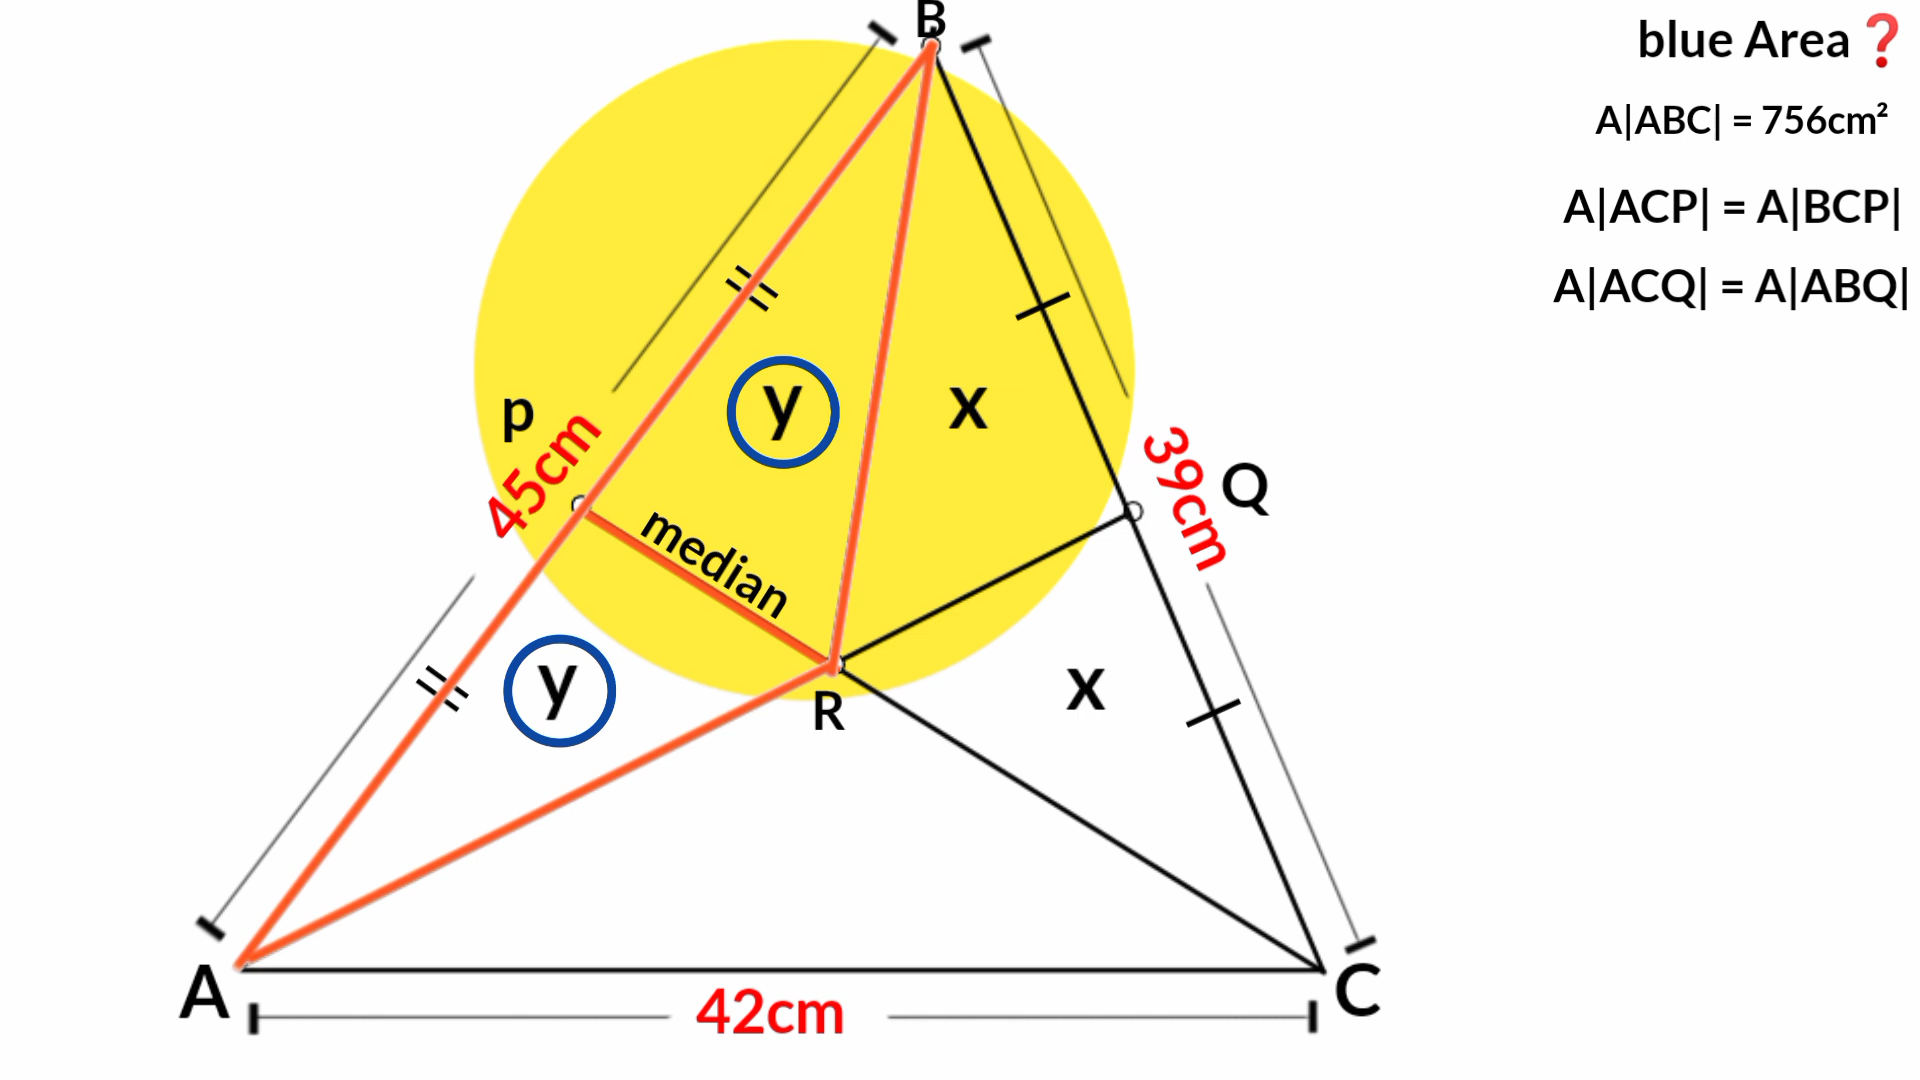 B
blue Area❓
A|ABC| = 756cm²
A|ACP| = A|BCP|
A|ACQ| = A|ABQ|
p
45cm
y
x
39cm
Q
median
y
R
x
A
C
42cm